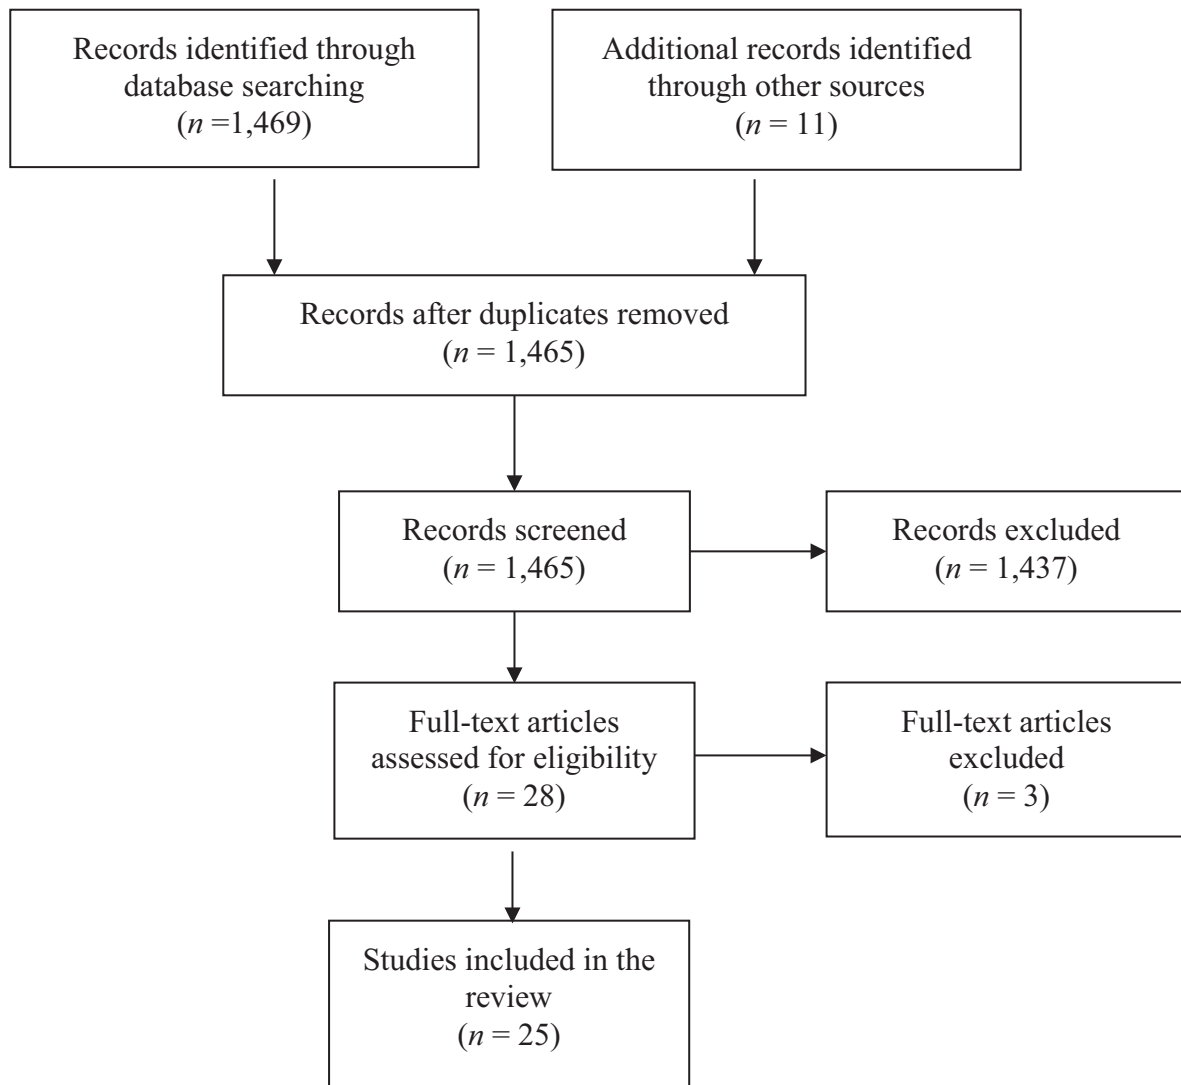 Records identified through
database searching
(n =1,469)
Additional records identified
through other sources
(n = 11)
Records after duplicates removed
(n = 1,465)
Records screened
(n = 1,465)
Records excluded
(n = 1,437)
Full-text articles
assessed for eligibility
(n = 28)
Full-text articles
excluded
(n = 3)
Studies included in the
review
(n = 25)